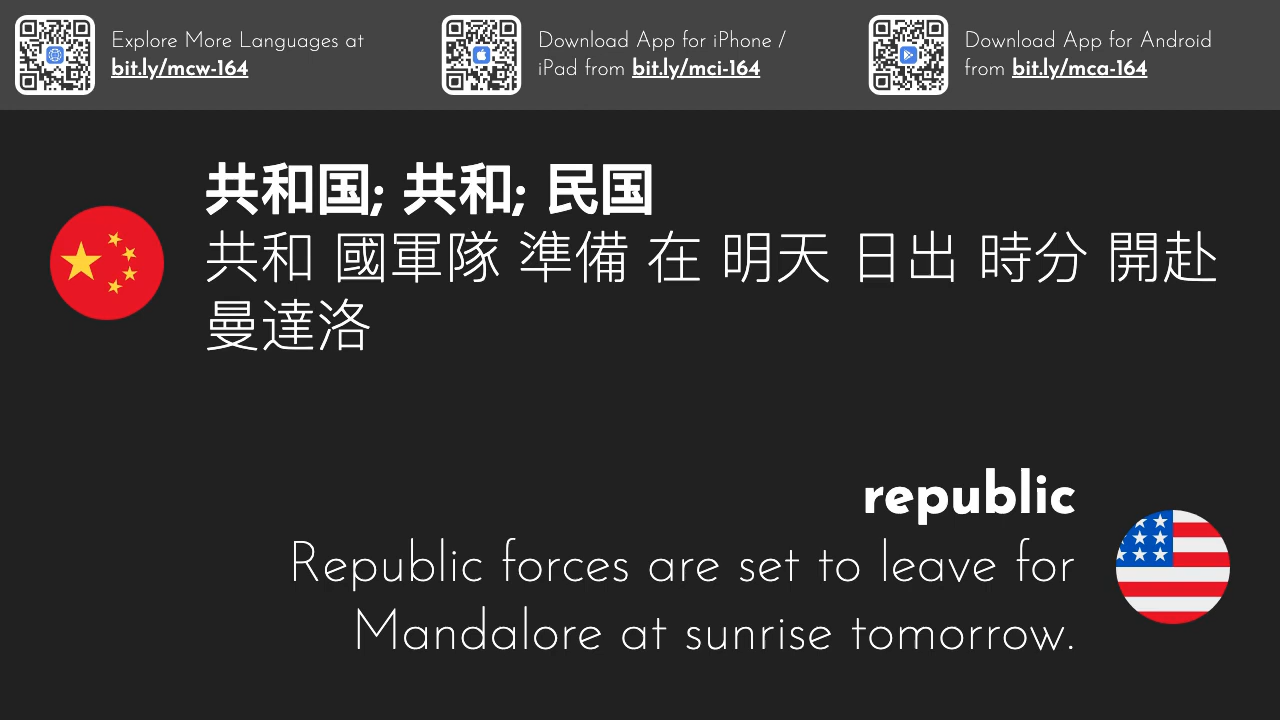 Explore More Languages at
bit.ly/mcw-164
Download App for iPhone /
iPad from bit.ly/mci-164
Download App for Android
from bit.ly/mca-164
共和国; 共和; 民国
共和 國軍隊 準備 在 明天 日出 時分 開赴
曼達洛
republic
Republic forces are set to leave for
Mandalore at sunrise tomorrow.